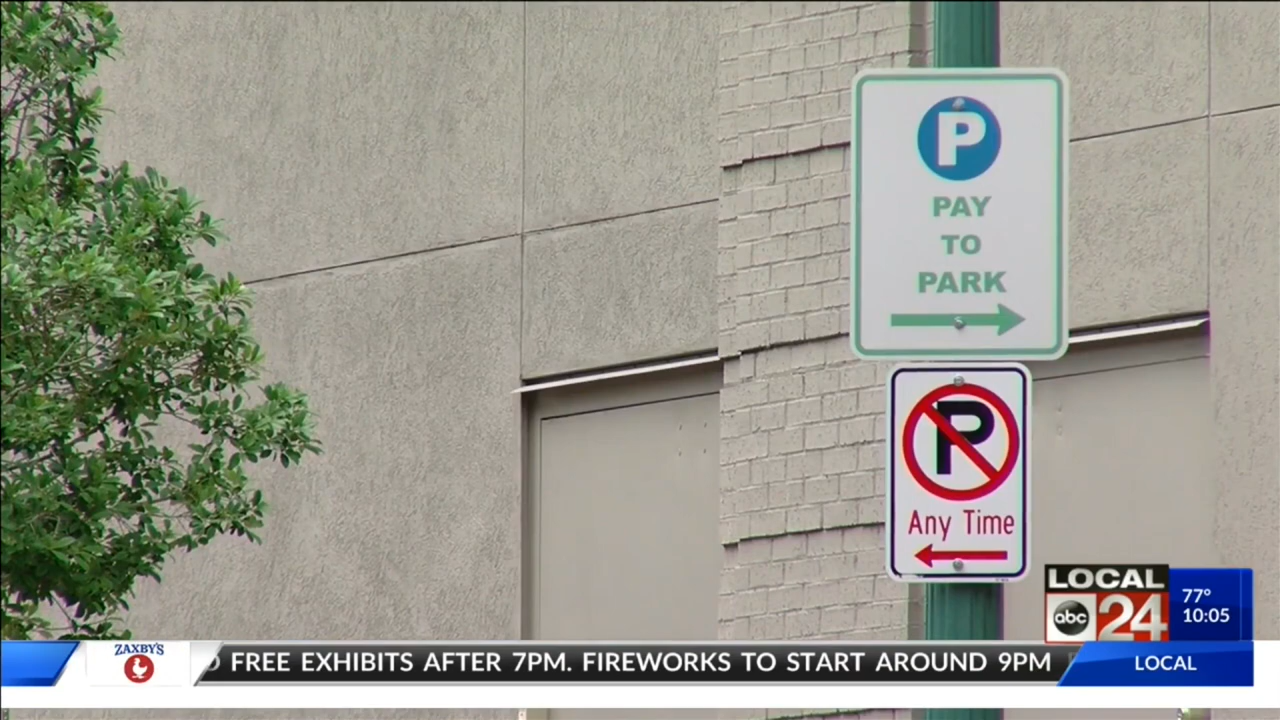 P
PAY
TO
PARK
P
Any Time
LOCAL
abc 24
77°
10:05
ZAXBY'S
FREE EXHIBITS AFTER 7PM. FIREWORKS TO START AROUND 9PM
LOCAL